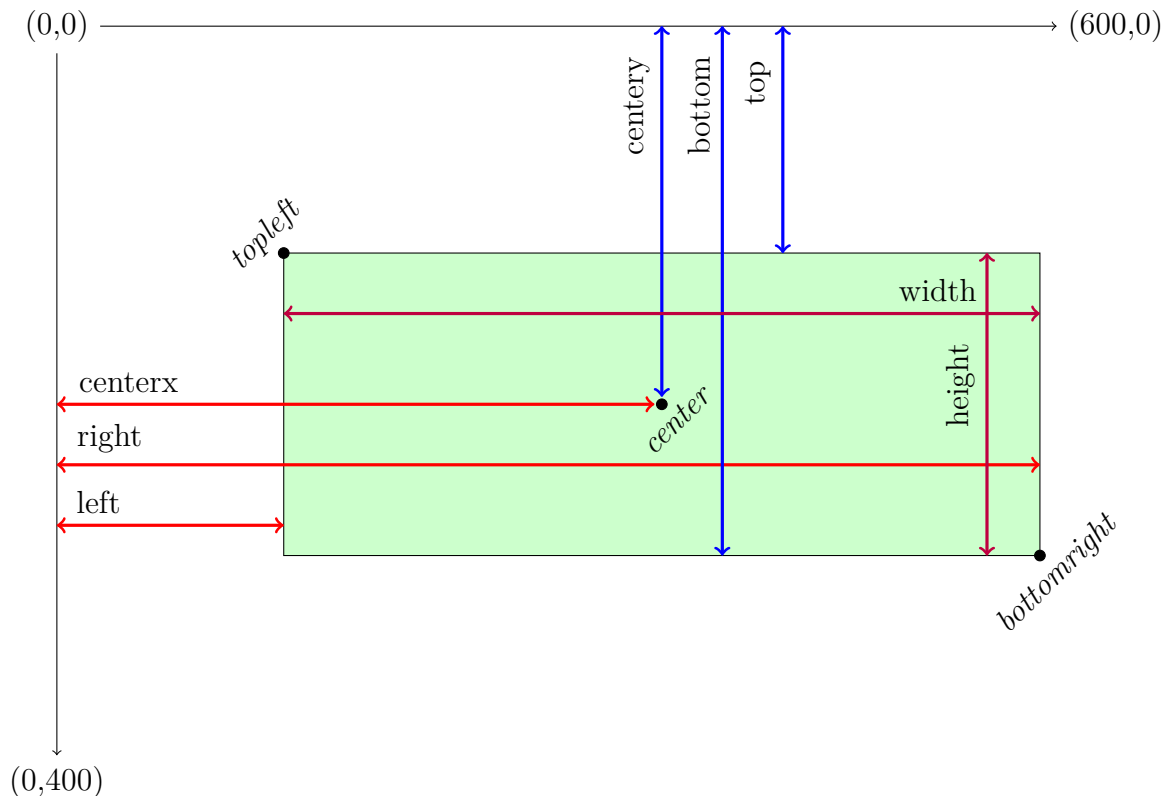 (0,0)
(600,0)
centery
bottom
top
topleft
width
height
centerx
center
right
left
bottomright
(0,400)